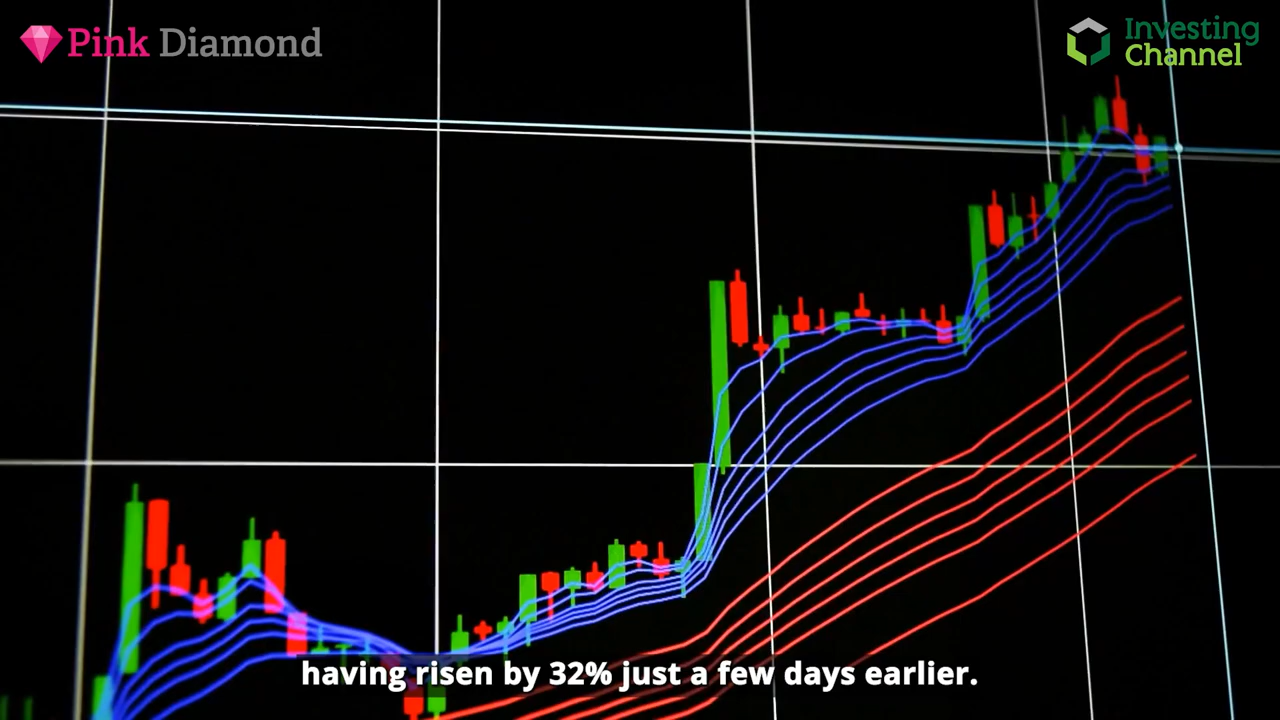 Pink Diamond
Investing
Channel
having risen by 32% just a few days earlier.